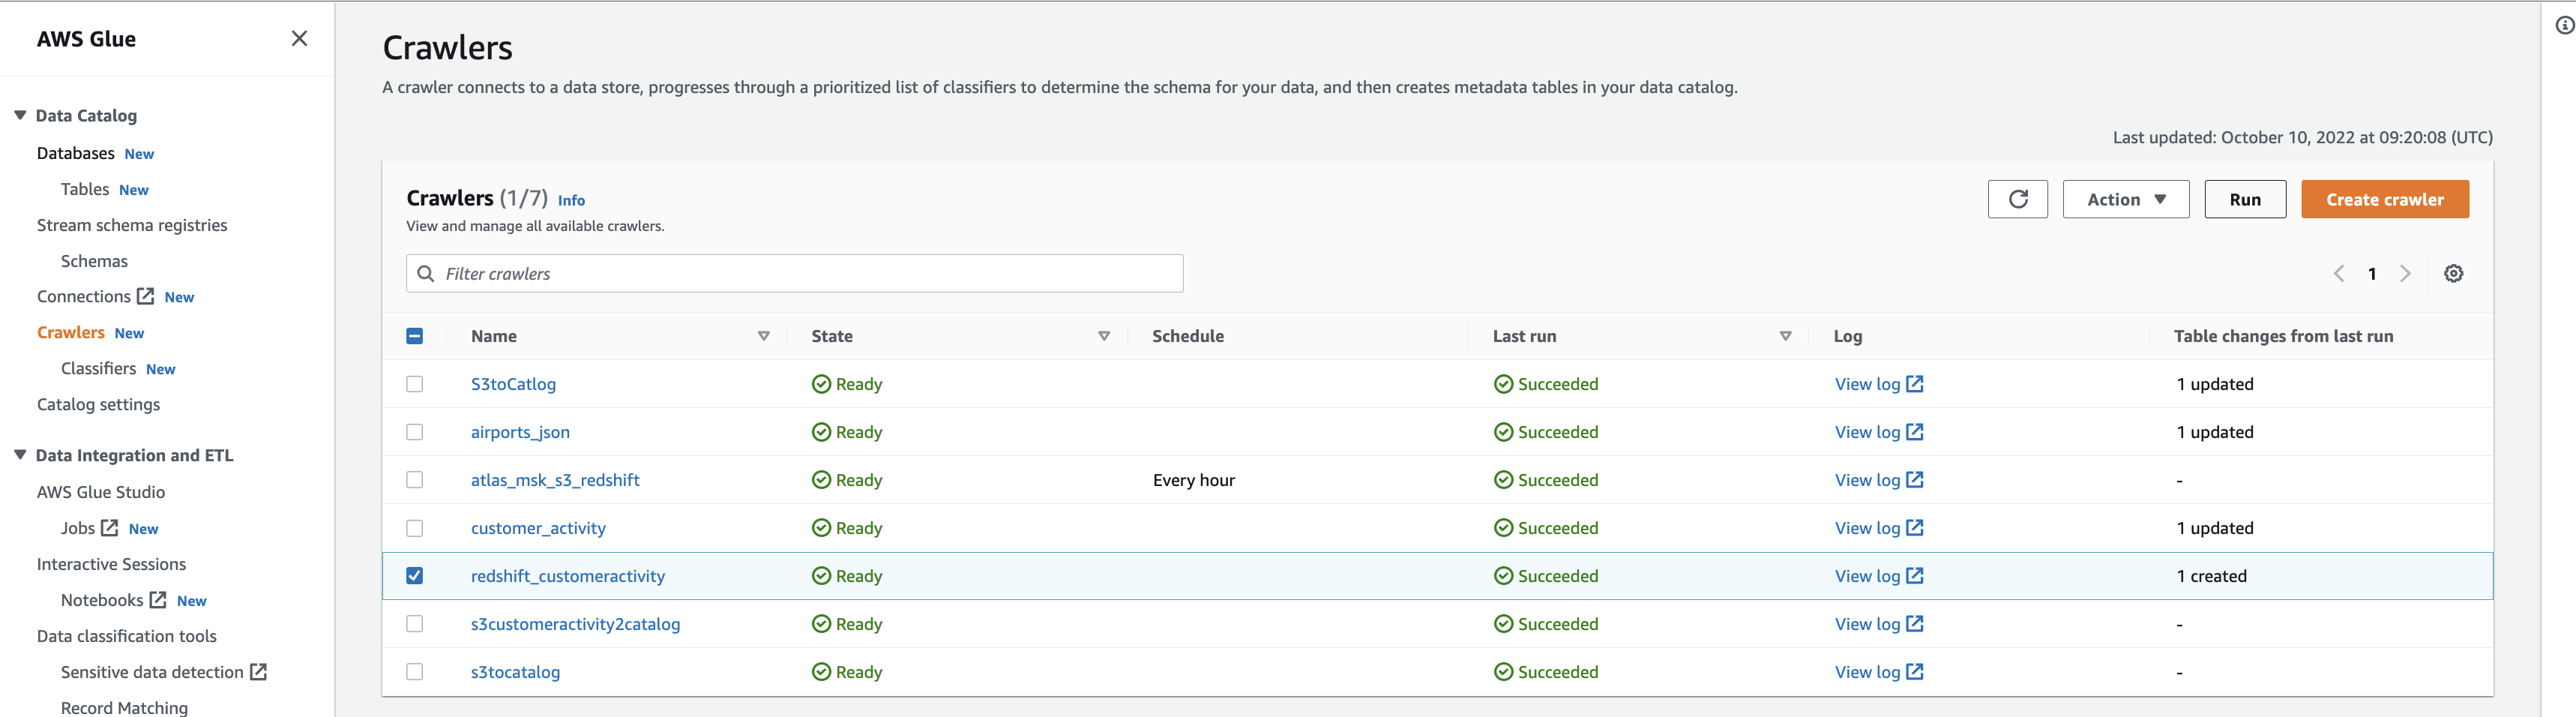 AWS Glue
Data Catalog
Databases New
Tables New
Stream schema registries
Schemas
Connections New
Crawlers New
Classifiers New
Catalog settings
Data Integration and ETL
AWS Glue Studio
Jobs New
Interactive Sessions
Notebooks New
Data classification tools
Sensitive data detection
Record Matching
Crawlers
A crawler connects to a data store, progresses through a prioritized list of classifiers to determine the schema for your data, and then creates metadata tables in your data catalog.
Last updated: October 10, 2022 at 09:20:08 (UTC)
Crawlers (1/7) Info
View and manage all available crawlers.
Action Run Create crawler
Filter crawlers
1
Name State Schedule Last run Log Table changes from last run
S3toCatlog Ready Succeeded View log 1 updated
airports_json Ready Succeeded View log 1 updated
atlas_msk_s3_redshift Ready Every hour Succeeded View log -
customer_activity Ready Succeeded View log 1 updated
redshift_customeractivity Ready Succeeded View log 1 created
s3customeractivity2catalog Ready Succeeded View log -
s3tocatalog Ready Succeeded View log -